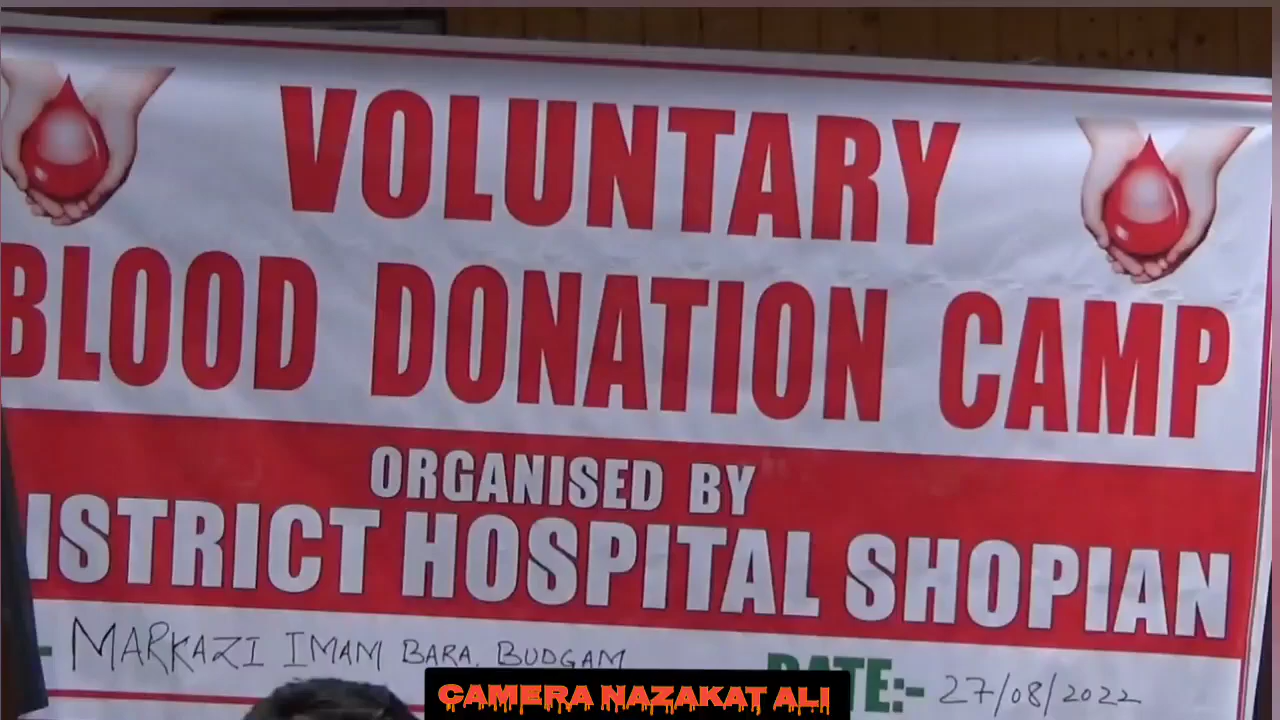 VOLUNTARY
BLOOD DONATION CAMP
ORGANISED BY
DISTRICT HOSPITAL SHOPIAN
:- MARKAZI IMAM BARA, BUDGAM
DATE:- 27/08/2022
CAMERA NAZAKAT ALI